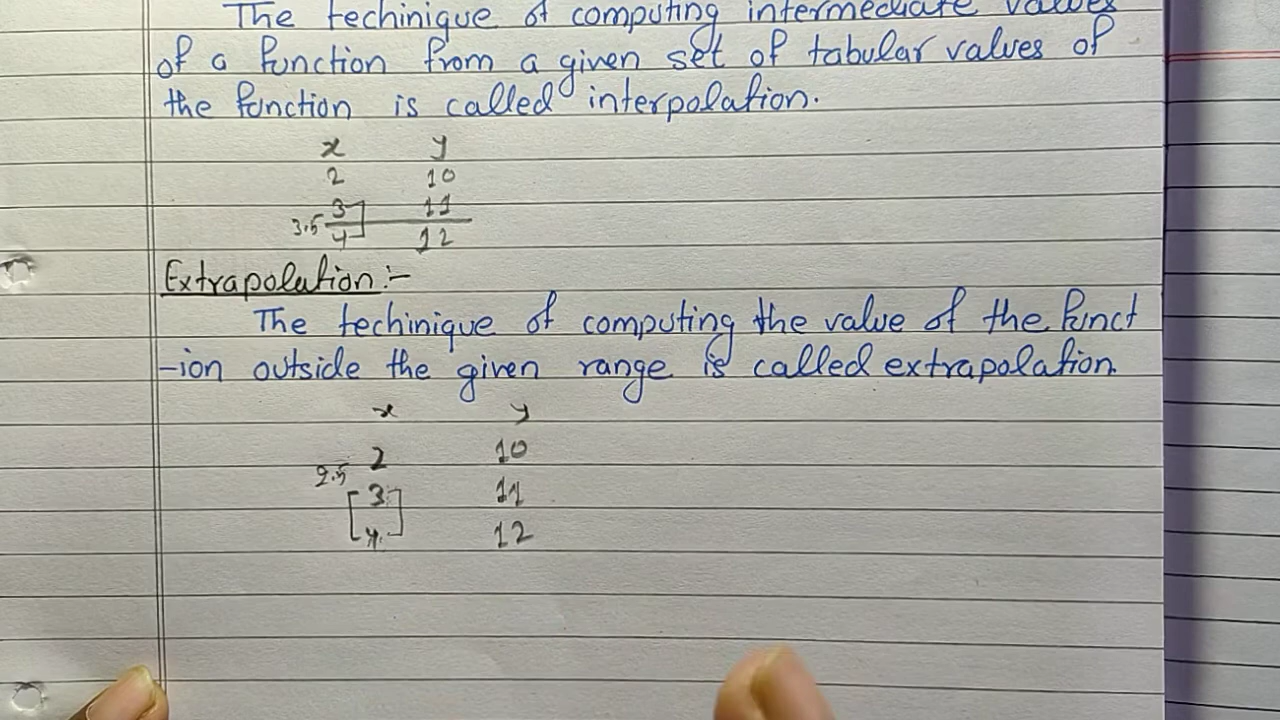 The techinique of computing intermediate values
of a function from a given set of tabular values of
the function is called interpolation.
x y
2 10
3 11
3.5
4 12
Extrapolation :-
The techinique of computing the value of the funct
-ion outside the given range is called extrapolation.
x y
2 10
2.5
[3] 11
4. 12